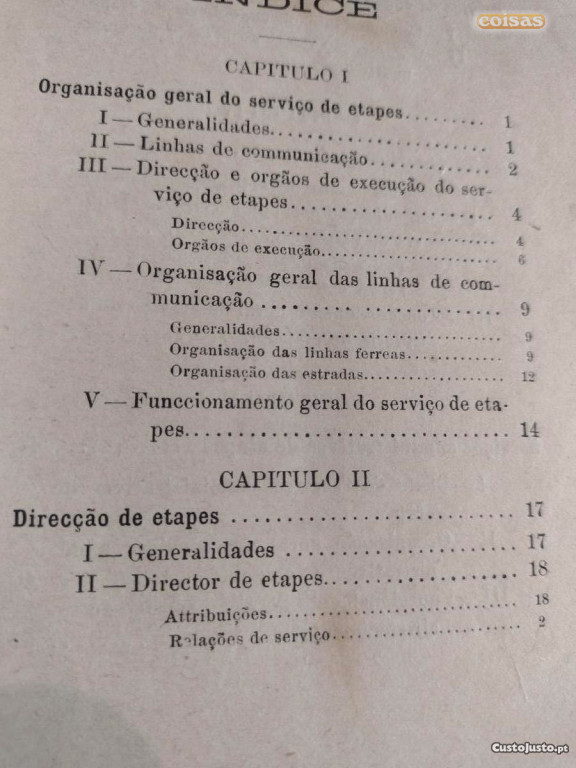 INDICE
coisas
CAPITULO I
Organisação geral do serviço de etapes......... 1
I — Generalidades........................ 1
II — Linhas de communicação............. 2
III — Direcção e orgãos de execução do ser-
viço de etapes........................ 4
Direcção................................ 4
Orgãos de execução...................... 6
IV — Organisação geral das linhas de com-
municação ......................... 9
Generalidades........................... 9
Organisação das linhas ferreas.......... 9
Organisação das estradas................ 12
V — Funccionamento geral do serviço de eta-
pes................................ 14
CAPITULO II
Direcção de etapes ........................ 17
I — Generalidades ...................... 17
II — Director de etapes.................. 18
Attribuições............................ 18
Relações de serviço..................... 2
CustoJusto.pt